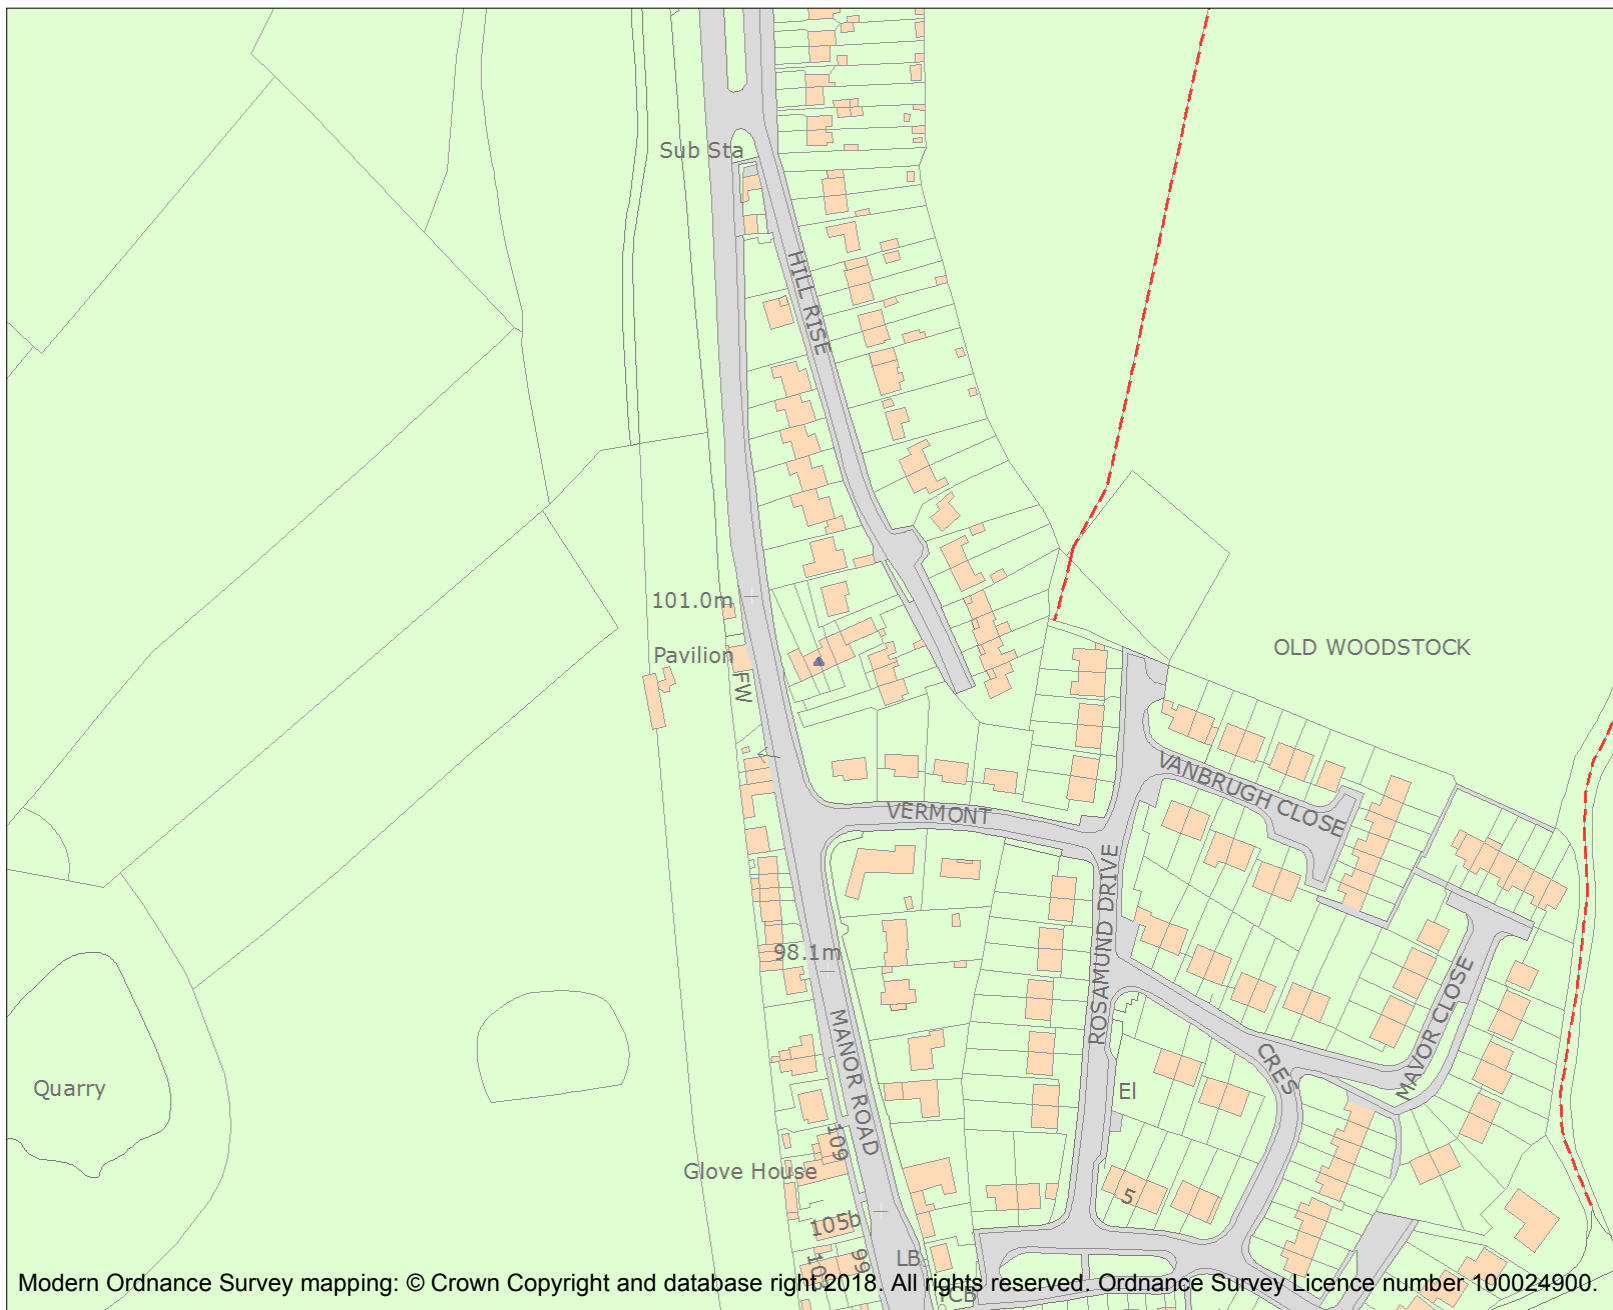 Sub Sta
HILL RISE
101.0m
Pavilion
FW
OLD WOODSTOCK
VANBRUGH CLOSE
VERMONT
ROSAMUND DRIVE
98.1m
MANOR ROAD
MAVOR CLOSE
CRES
Quarry
El
109
Glove House
5
105b
99
103
LB
TCB
Modern Ordnance Survey mapping: © Crown Copyright and database right 2018. All rights reserved. Ordnance Survey Licence number 100024900.